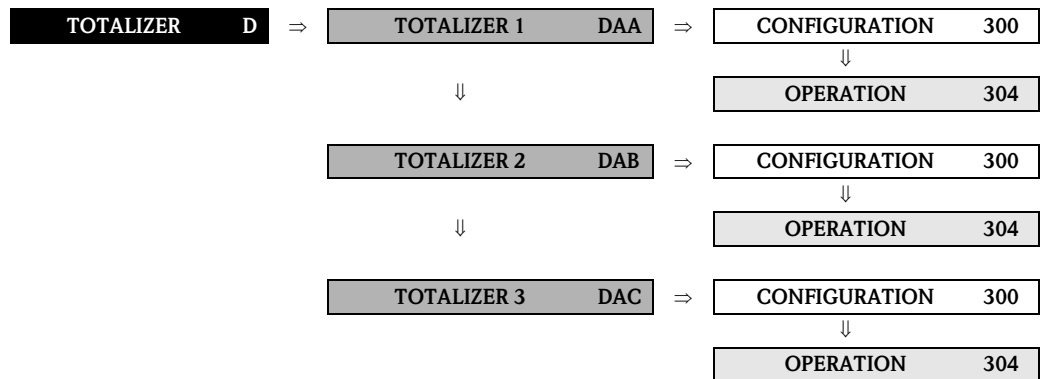 TOTALIZER D ⇒ TOTALIZER 1 DAA ⇒ CONFIGURATION 300
⇓
⇓ OPERATION 304
TOTALIZER 2 DAB ⇒ CONFIGURATION 300
⇓
⇓ OPERATION 304
TOTALIZER 3 DAC ⇒ CONFIGURATION 300
⇓
OPERATION 304